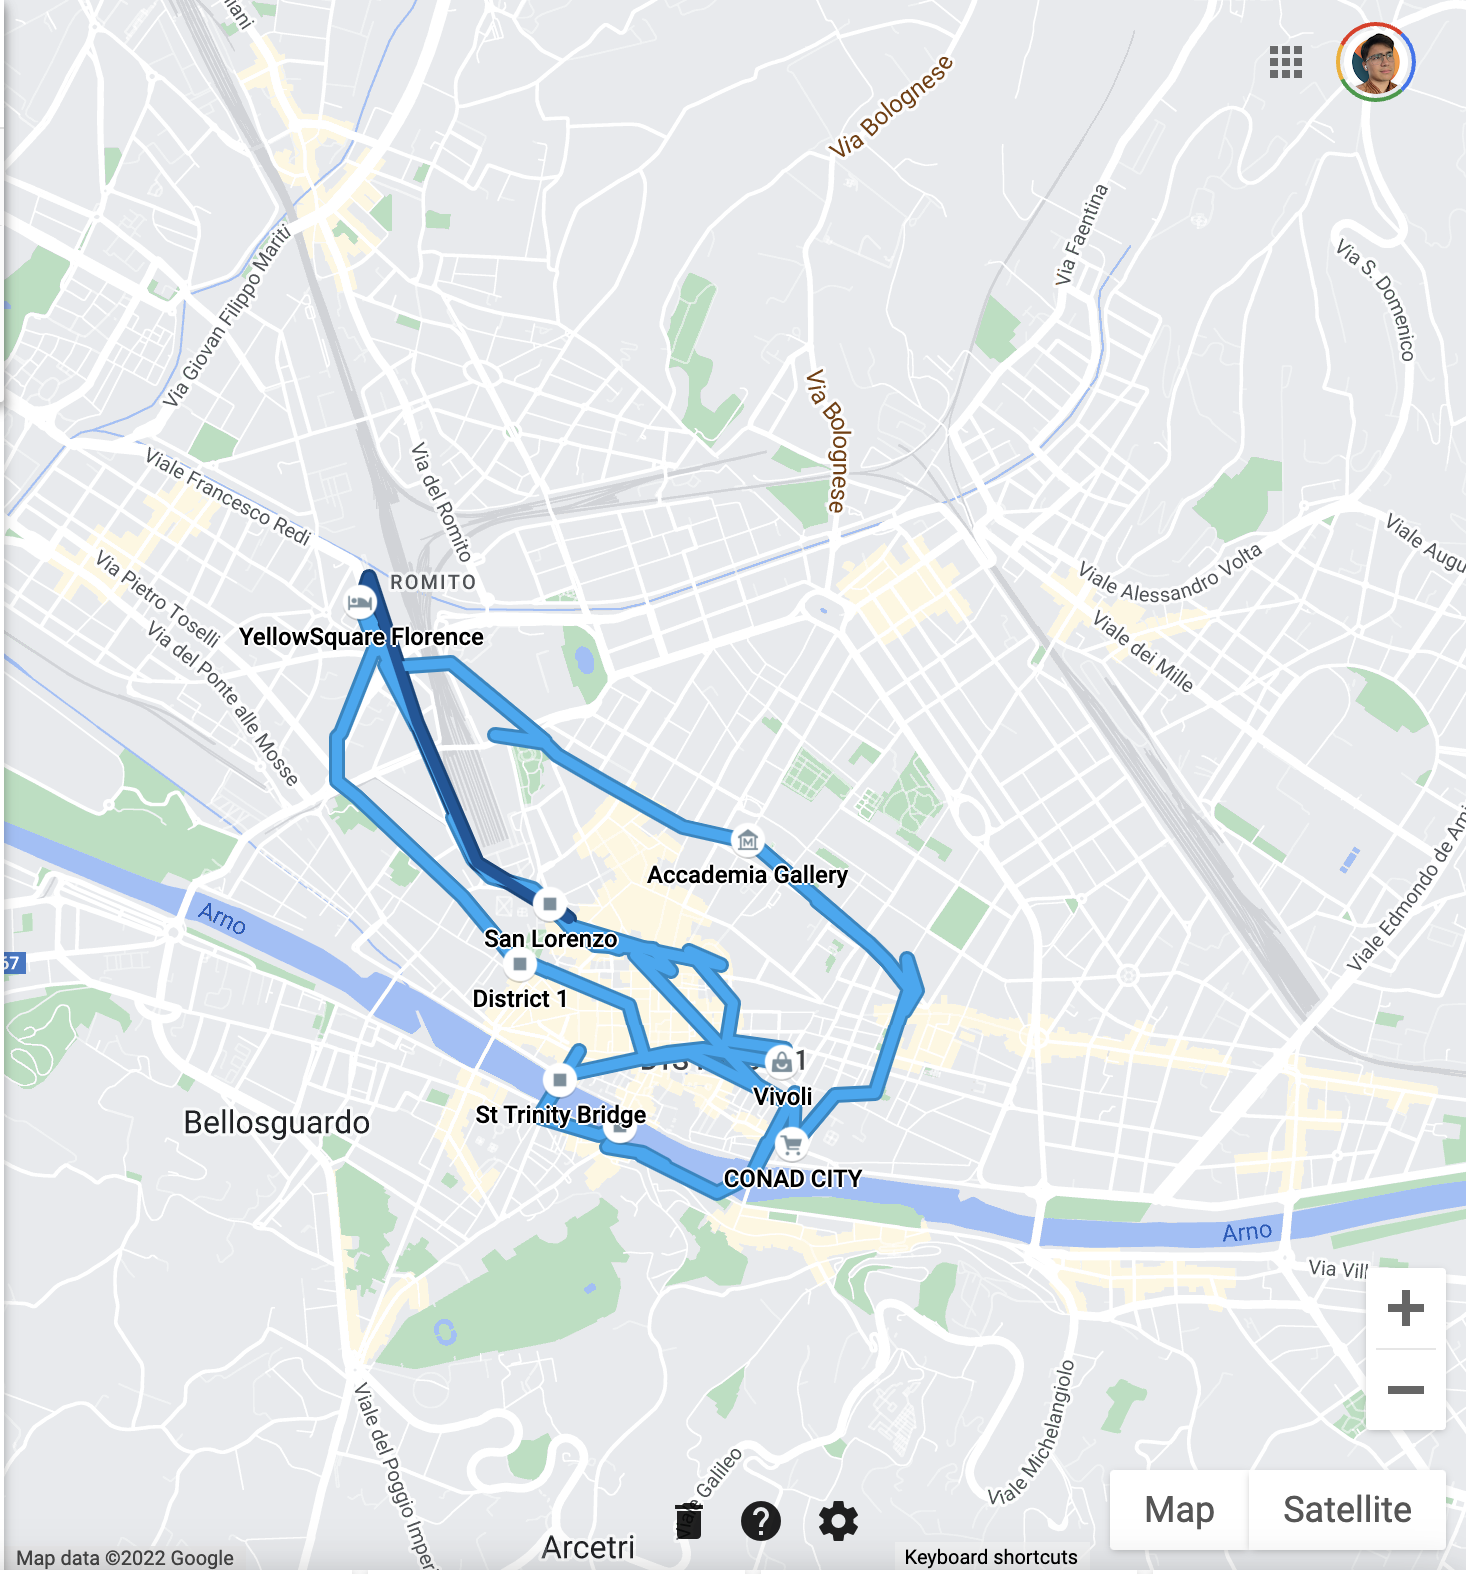 Via Bolognese
Via Faentina
Via S. Domenico
Via Giovan Filippo Mariti
Via Bolognese
Via del Romito
Viale Francesco Redi
Viale Augu
Viale Alessandro Volta
Via Pietro Toselli
ROMITO
Viale dei Mille
Via del Ponte alle Mosse
YellowSquare Florence
Accademia Gallery
Viale Edmondo de Ami
Arno
San Lorenzo
67
District 1
1
Vivoli
St Trinity Bridge
Bellosguardo
CONAD CITY
Arno
Via Vill
+
−
Viale del Poggio Imper
Viale Michelangiolo
Viale Galileo
Map
Satellite
?
Arcetri
Map data ©2022 Google
Keyboard shortcuts